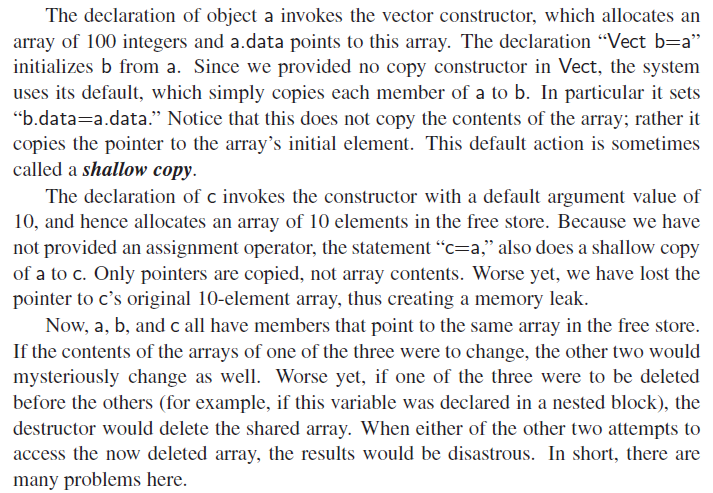 The declaration of object a invokes the vector constructor, which allocates an
array of 100 integers and a.data points to this array. The declaration “Vect b=a”
initializes b from a. Since we provided no copy constructor in Vect, the system
uses its default, which simply copies each member of a to b. In particular it sets
“b.data=a.data.” Notice that this does not copy the contents of the array; rather it
copies the pointer to the array’s initial element. This default action is sometimes
called a shallow copy.
The declaration of c invokes the constructor with a default argument value of
10, and hence allocates an array of 10 elements in the free store. Because we have
not provided an assignment operator, the statement “c=a,” also does a shallow copy
of a to c. Only pointers are copied, not array contents. Worse yet, we have lost the
pointer to c’s original 10-element array, thus creating a memory leak.
Now, a, b, and c all have members that point to the same array in the free store.
If the contents of the arrays of one of the three were to change, the other two would
mysteriously change as well. Worse yet, if one of the three were to be deleted
before the others (for example, if this variable was declared in a nested block), the
destructor would delete the shared array. When either of the other two attempts to
access the now deleted array, the results would be disastrous. In short, there are
many problems here.